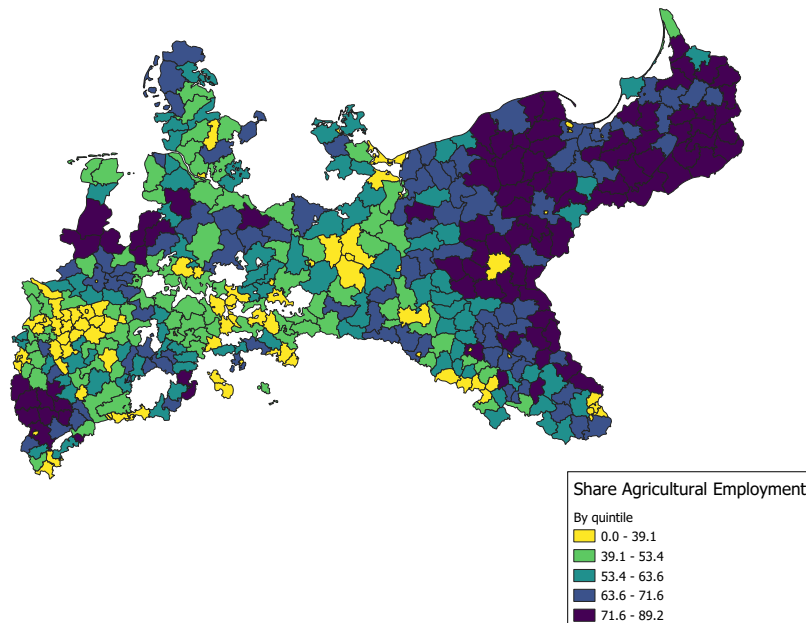 Share Agricultural Employment
By quintile
0.0 - 39.1
39.1 - 53.4
53.4 - 63.6
63.6 - 71.6
71.6 - 89.2